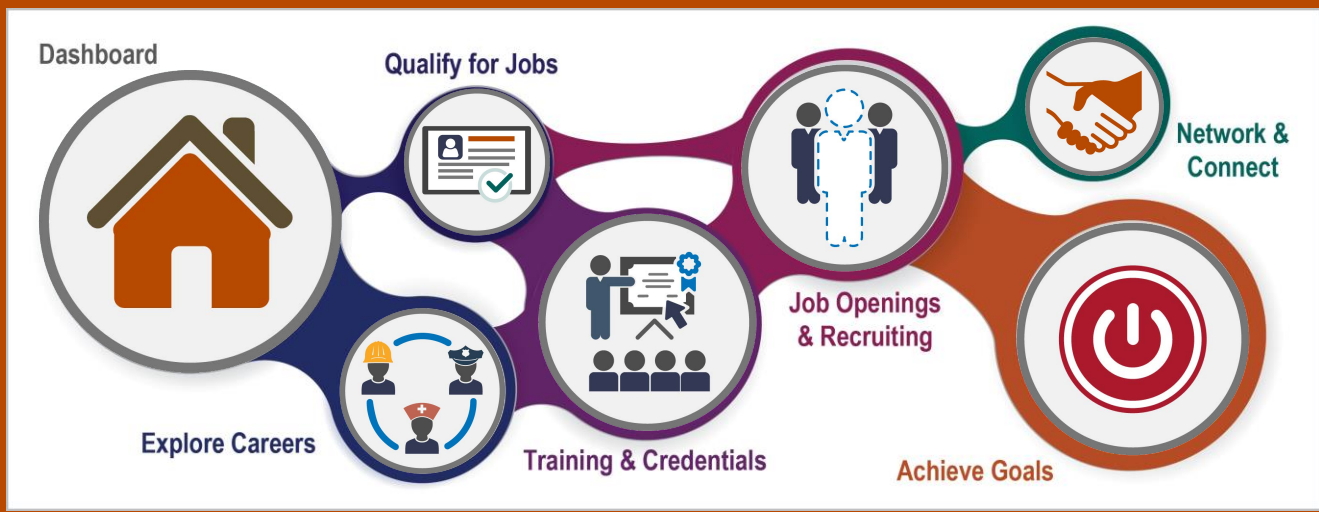 Dashboard
Qualify for Jobs
Explore Careers
Training & Credentials
Job Openings
& Recruiting
Network &
Connect
Achieve Goals